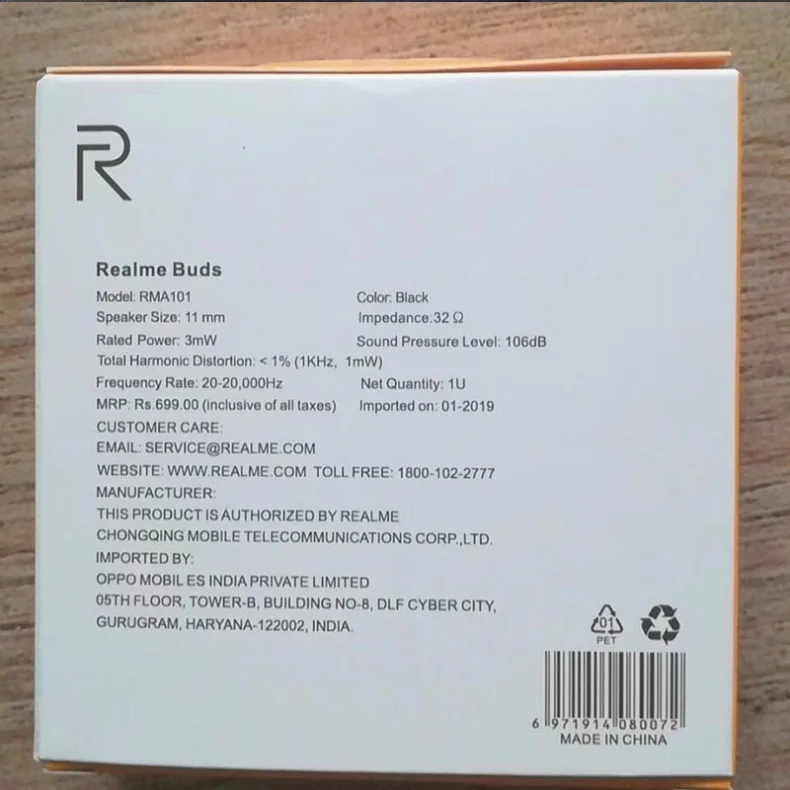 R
Realme Buds
Model: RMA101 Color: Black
Speaker Size: 11 mm Impedance:32 Ω
Rated Power: 3mW Sound Pressure Level: 106dB
Total Harmonic Distortion: < 1% (1KHz, 1mW)
Frequency Rate: 20-20,000Hz Net Quantity: 1U
MRP: Rs.699.00 (inclusive of all taxes) Imported on: 01-2019
CUSTOMER CARE:
EMAIL: SERVICE@REALME.COM
WEBSITE: WWW.REALME.COM TOLL FREE: 1800-102-2777
MANUFACTURER:
THIS PRODUCT IS AUTHORIZED BY REALME
CHONGQING MOBILE TELECOMMUNICATIONS CORP.,LTD.
IMPORTED BY:
OPPO MOBIL ES INDIA PRIVATE LIMITED
05TH FLOOR, TOWER-B, BUILDING NO-8, DLF CYBER CITY,
GURUGRAM, HARYANA-122002, INDIA.
01
PET
6 971914 080072
MADE IN CHINA